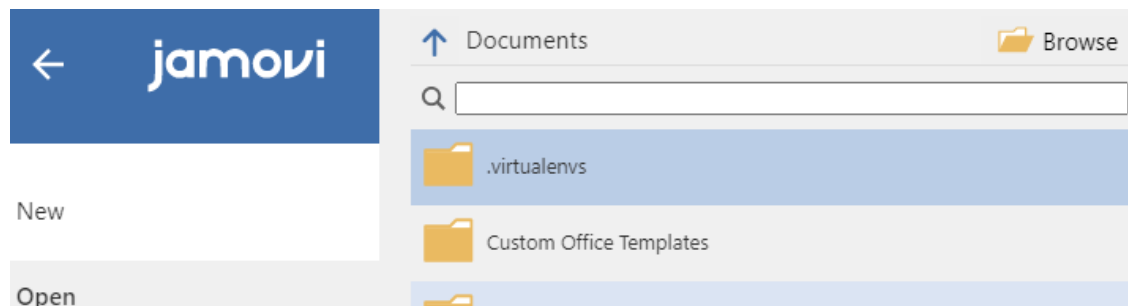 jamovi
New
Open
Documents
Browse
.virtualenvs
Custom Office Templates